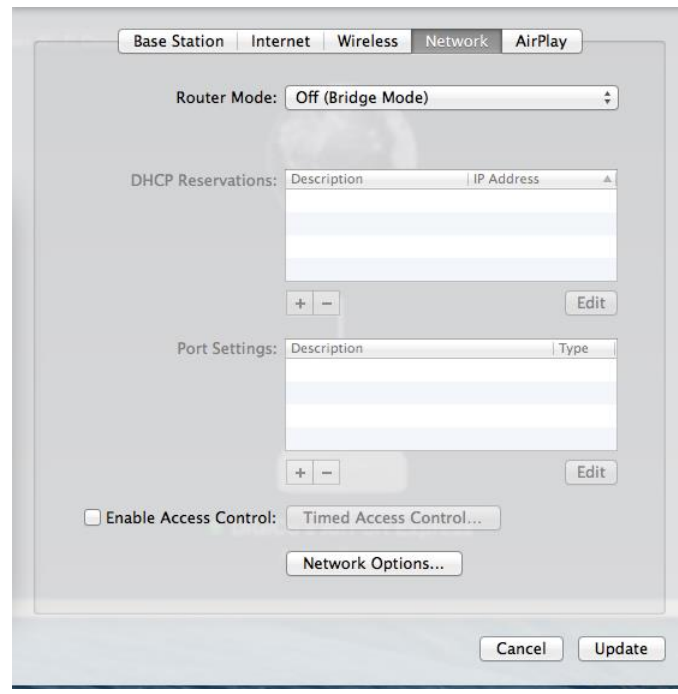 Base Station Internet Wireless Network AirPlay
Router Mode: Off (Bridge Mode)
DHCP Reservations: Description IP Address
+ − Edit
Port Settings: Description Type
+ − Edit
Enable Access Control: Timed Access Control...
Network Options...
Cancel Update